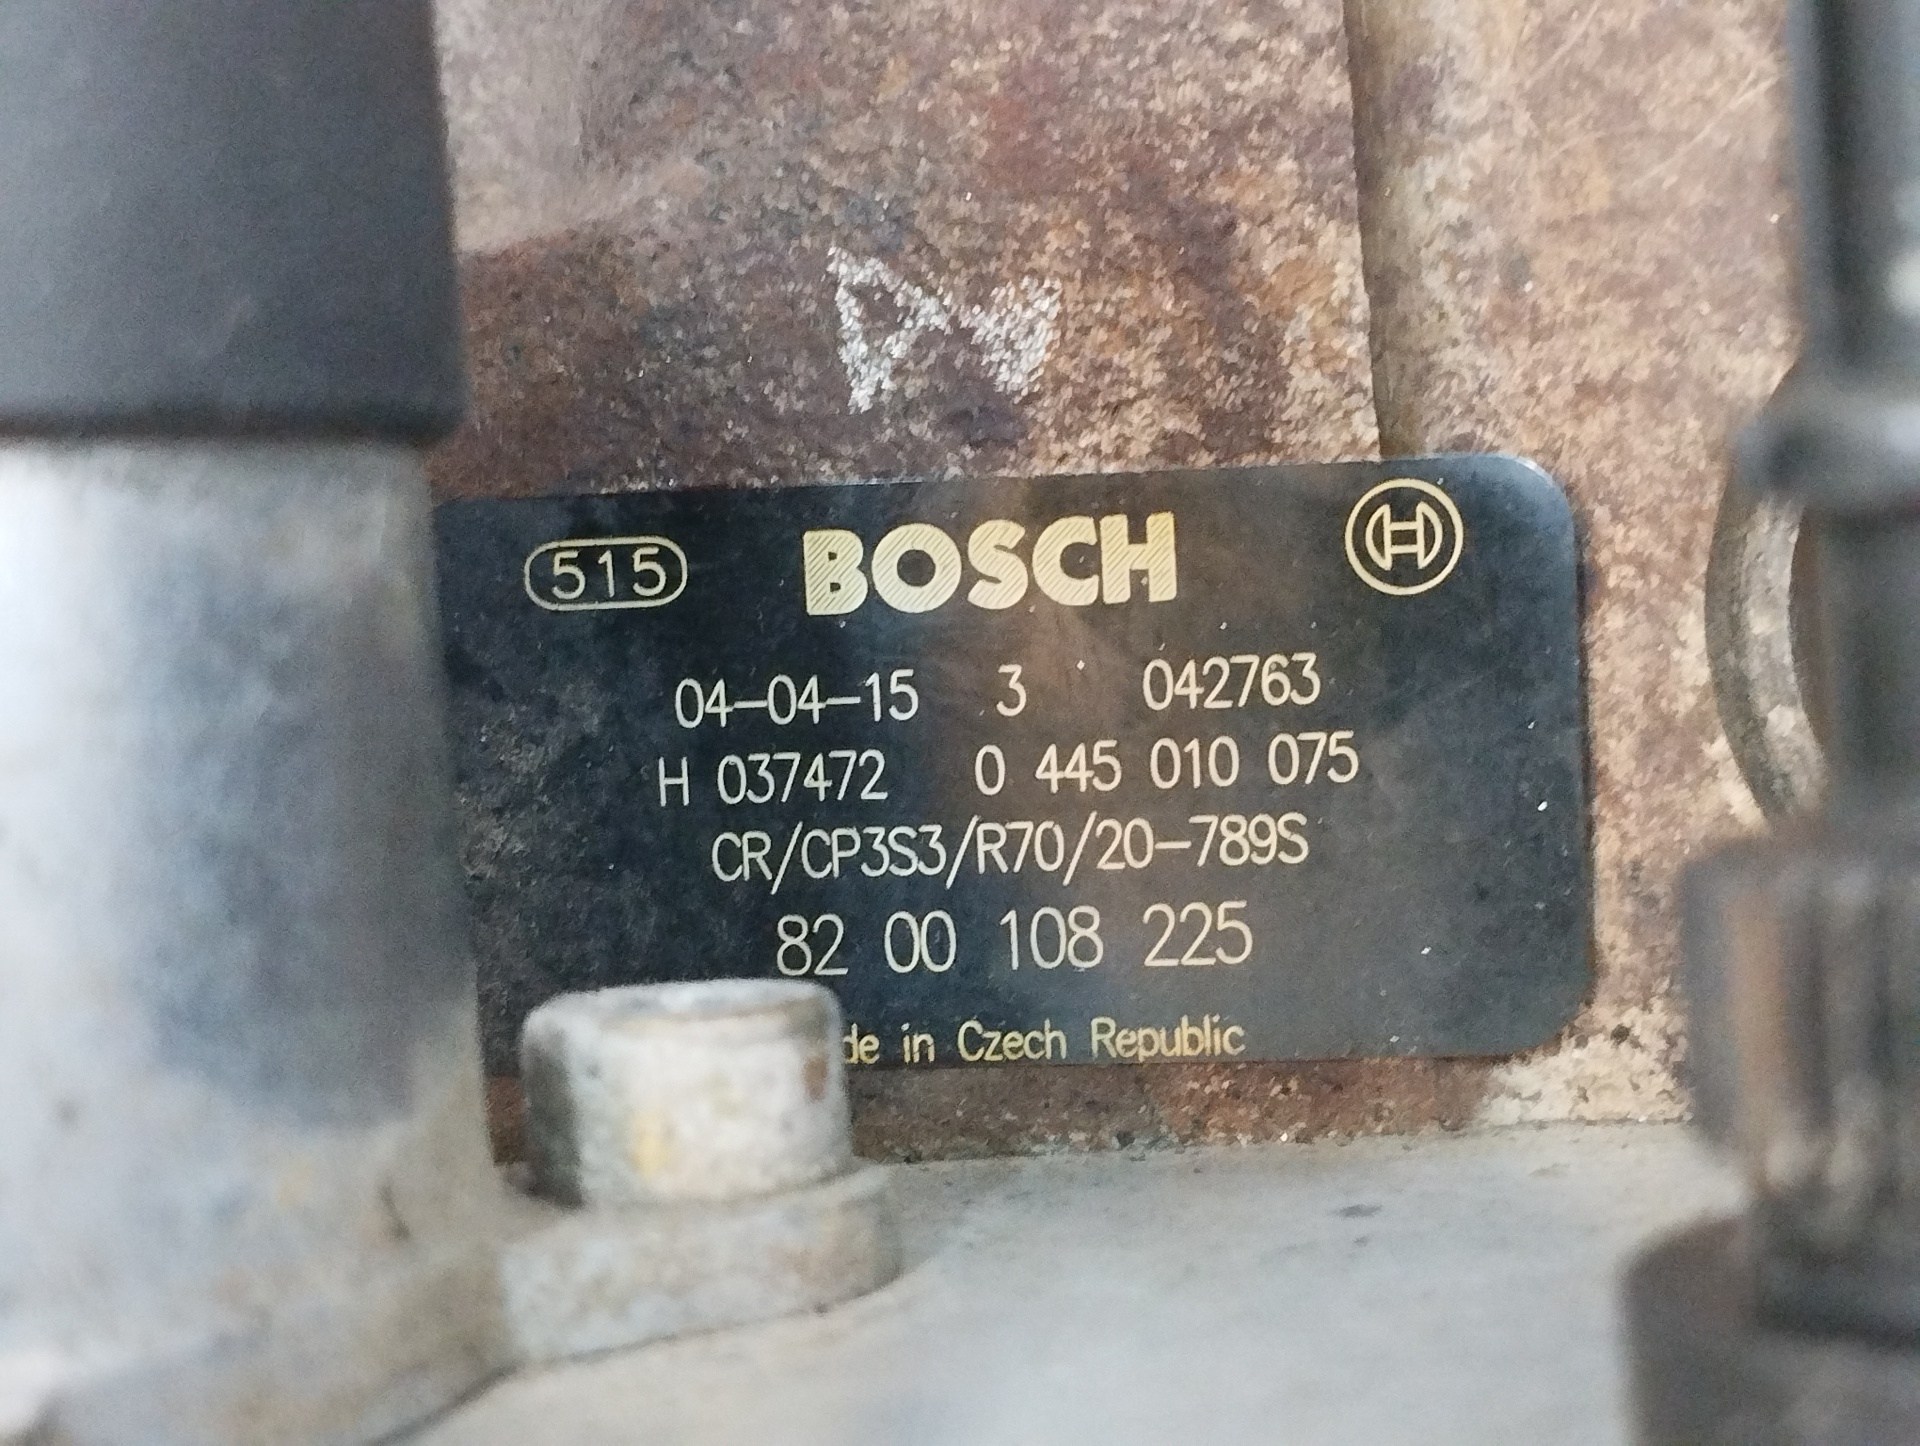 515 BOSCH
04-04-15 3 042763
H 037472 0 445 010 075
CR/CP3S3/R70/20-789S
82 00 108 225
in Czech Republic